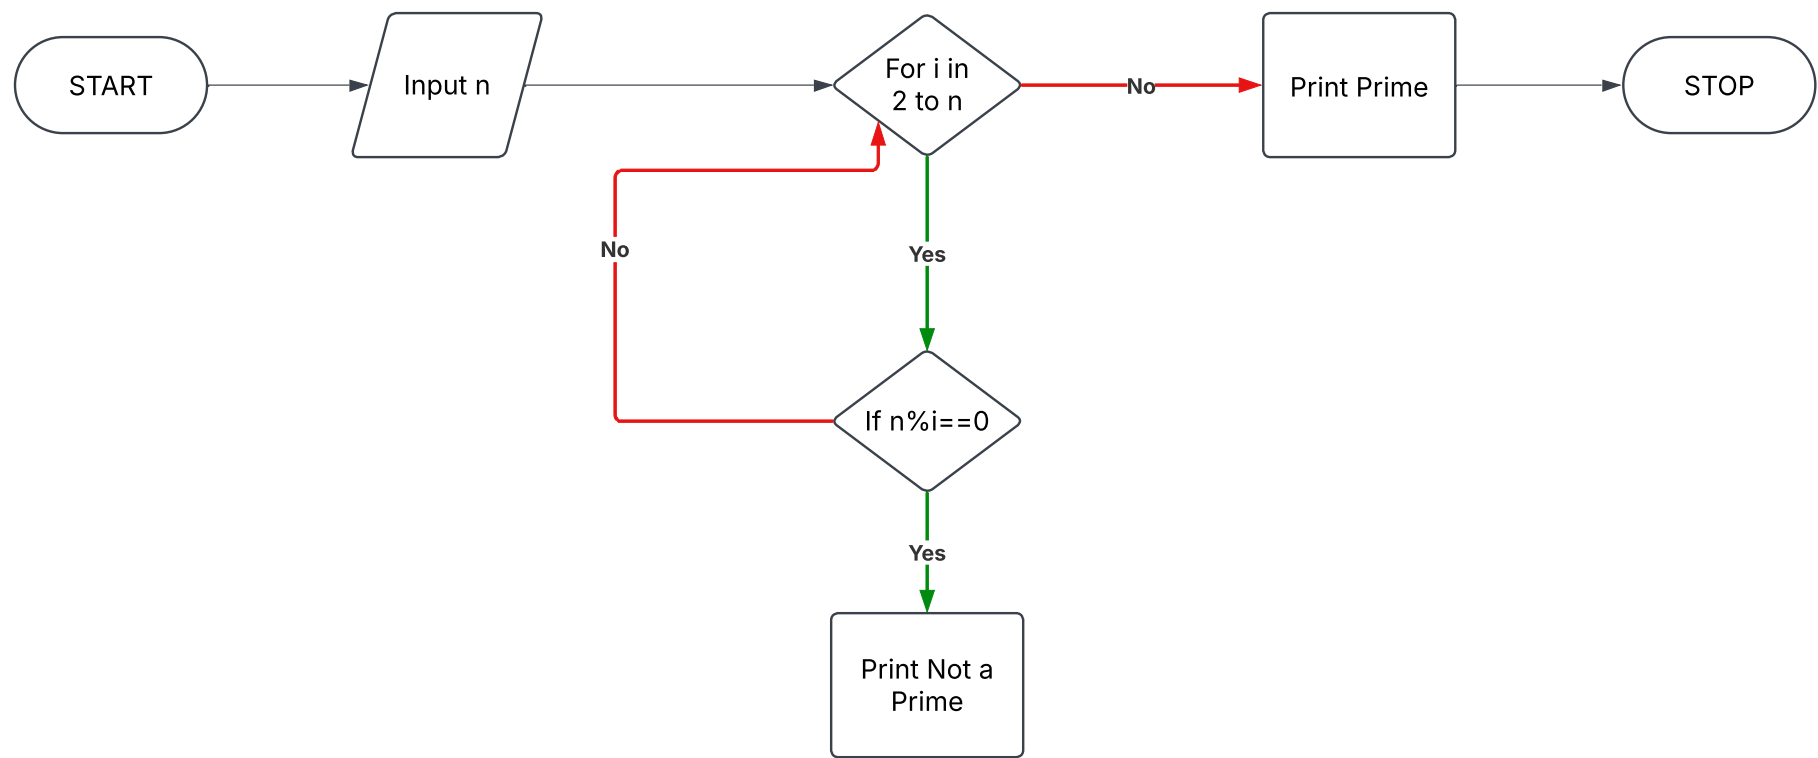 START
Input n
For i in
2 to n
No
Print Prime
STOP
No
Yes
If n%i==0
Yes
Print Not a
Prime